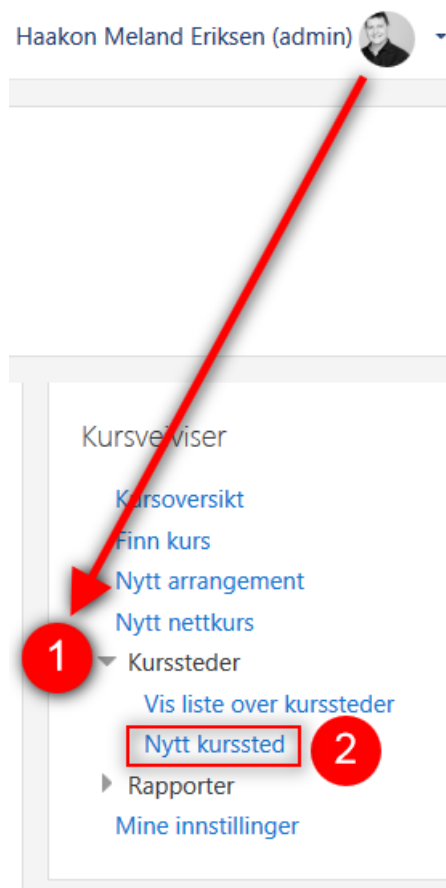 Haakon Meland Eriksen (admin)
Kursveiviser
Kursoversikt
Finn kurs
Nytt arrangement
Nytt nettkurs
1
Kurssteder
Vis liste over kurssteder
Nytt kurssted
2
Rapporter
Mine innstillinger